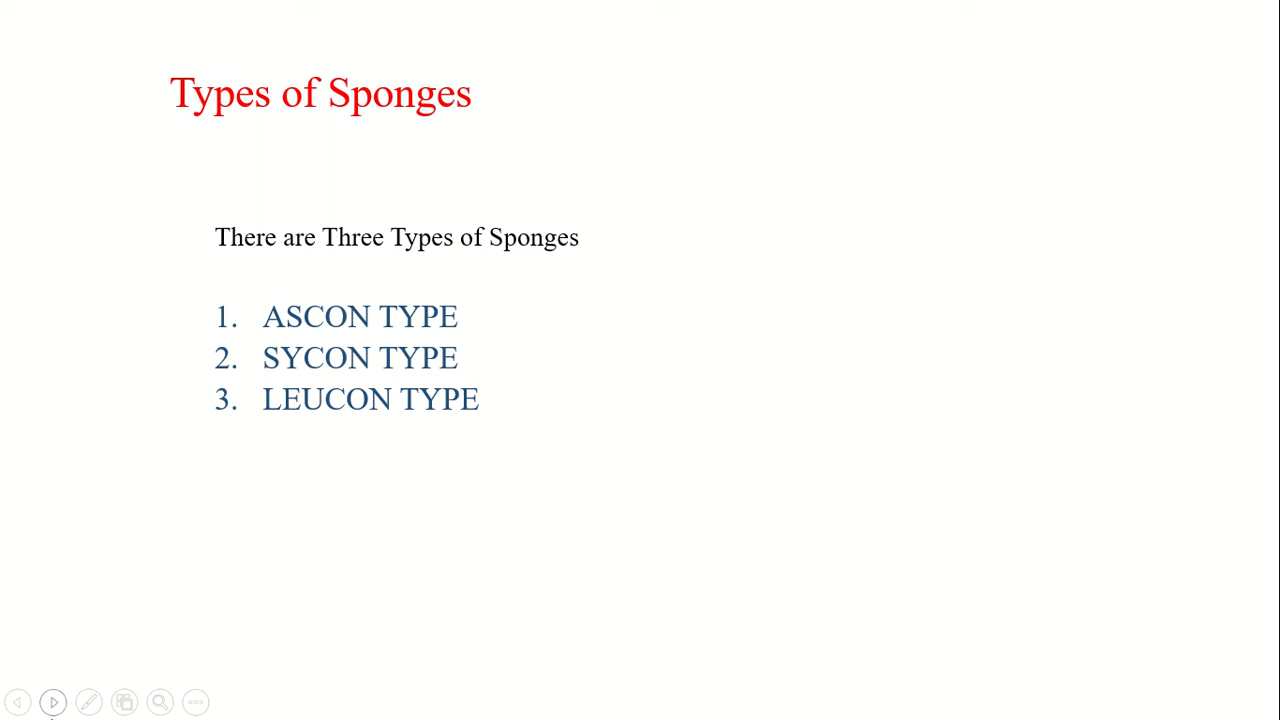 Types of Sponges
There are Three Types of Sponges
1. ASCON TYPE
2. SYCON TYPE
3. LEUCON TYPE